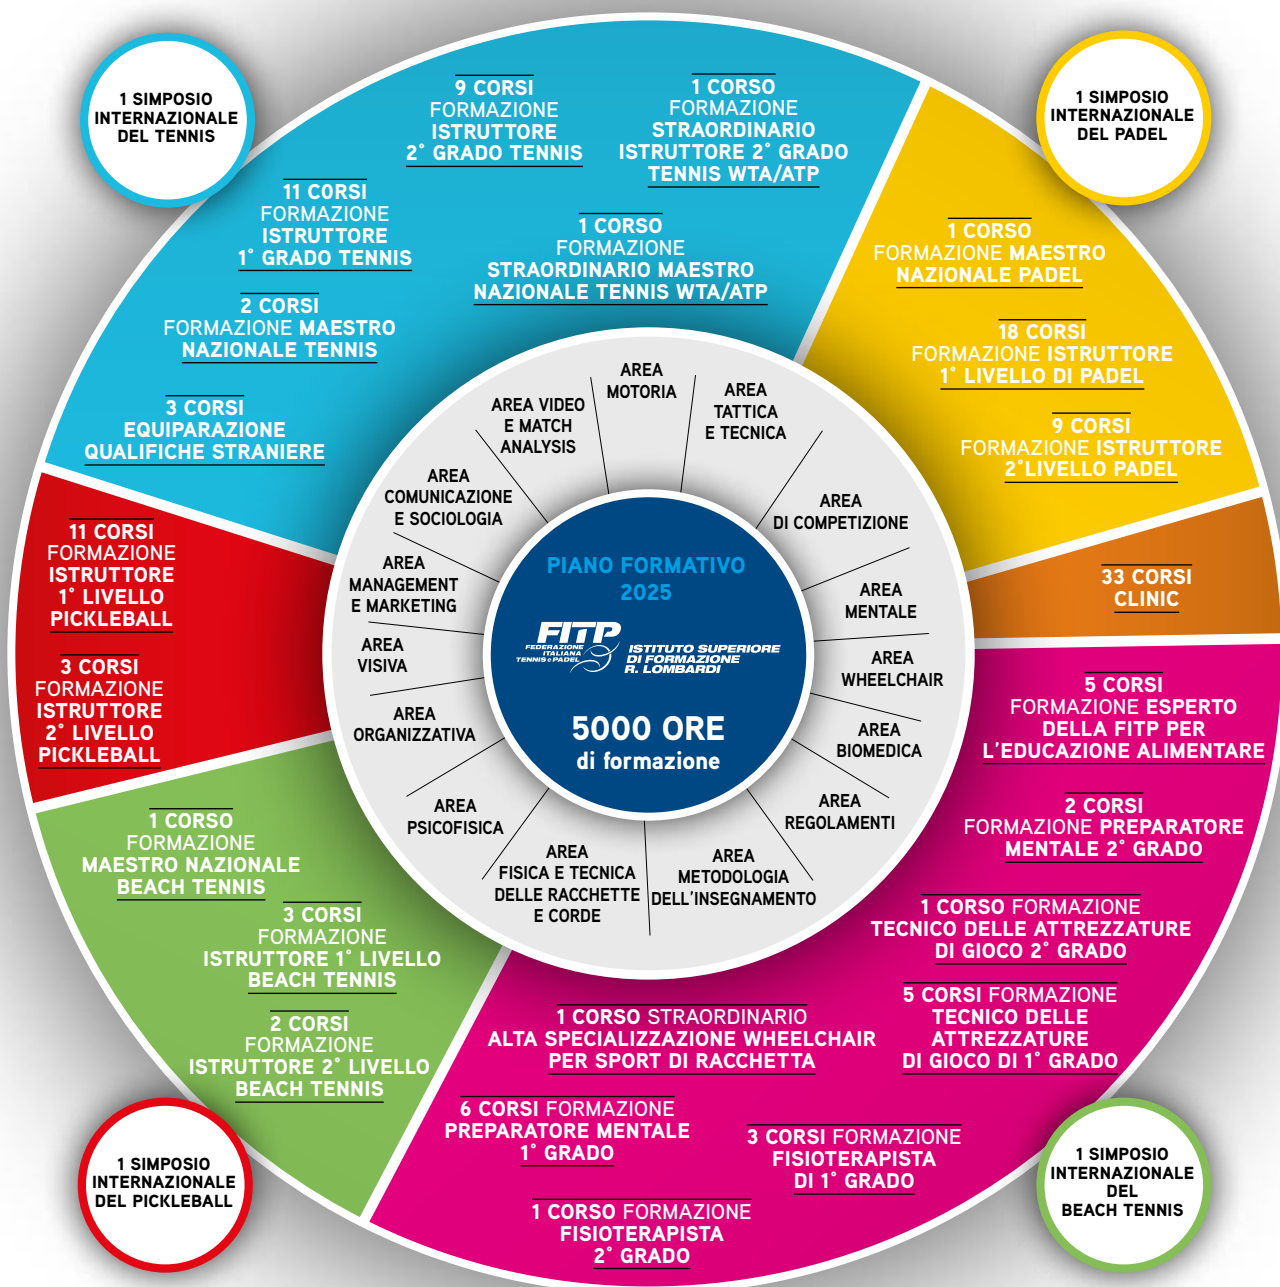 1 SIMPOSIO
INTERNAZIONALE
DEL TENNIS
1 SIMPOSIO
INTERNAZIONALE
DEL PADEL
9 CORSI
FORMAZIONE
ISTRUTTORE
2° GRADO TENNIS
1 CORSO
FORMAZIONE
STRAORDINARIO
ISTRUTTORE 2° GRADO
TENNIS WTA/ATP
11 CORSI
FORMAZIONE
ISTRUTTORE
1° GRADO TENNIS
1 CORSO
FORMAZIONE
STRAORDINARIO MAESTRO
NAZIONALE TENNIS WTA/ATP
2 CORSI
FORMAZIONE MAESTRO
NAZIONALE TENNIS
3 CORSI
EQUIPARAZIONE
QUALIFICHE STRANIERE
1 CORSO
FORMAZIONE MAESTRO
NAZIONALE PADEL
18 CORSI
FORMAZIONE ISTRUTTORE
1° LIVELLO DI PADEL
9 CORSI
FORMAZIONE ISTRUTTORE
2°LIVELLO PADEL
33 CORSI
CLINIC
11 CORSI
FORMAZIONE
ISTRUTTORE
1° LIVELLO
PICKLEBALL
3 CORSI
FORMAZIONE
ISTRUTTORE
2° LIVELLO
PICKLEBALL
AREA
MOTORIA
AREA
TATTICA
E TECNICA
AREA
DI COMPETIZIONE
AREA
MENTALE
AREA
WHEELCHAIR
AREA
BIOMEDICA
AREA
REGOLAMENTI
AREA
METODOLOGIA
DELL'INSEGNAMENTO
AREA
FISICA E TECNICA
DELLE RACCHETTE
E CORDE
AREA
PSICOFISICA
AREA
ORGANIZZATIVA
AREA
VISIVA
AREA
MANAGEMENT
E MARKETING
AREA
COMUNICAZIONE
E SOCIOLOGIA
AREA VIDEO
E MATCH
ANALYSIS
PIANO FORMATIVO
2025
FITP
FEDERAZIONE
ITALIANA
TENNIS e PADEL
ISTITUTO SUPERIORE
DI FORMAZIONE
R. LOMBARDI
5000 ORE
di formazione
5 CORSI
FORMAZIONE ESPERTO
DELLA FITP PER
L'EDUCAZIONE ALIMENTARE
2 CORSI
FORMAZIONE PREPARATORE
MENTALE 2° GRADO
1 CORSO FORMAZIONE
TECNICO DELLE ATTREZZATURE
DI GIOCO 2° GRADO
5 CORSI FORMAZIONE
TECNICO DELLE
ATTREZZATURE
DI GIOCO DI 1° GRADO
1 CORSO STRAORDINARIO
ALTA SPECIALIZZAZIONE WHEELCHAIR
PER SPORT DI RACCHETTA
6 CORSI FORMAZIONE
PREPARATORE MENTALE
1° GRADO
3 CORSI FORMAZIONE
FISIOTERAPISTA
DI 1° GRADO
1 CORSO FORMAZIONE
FISIOTERAPISTA
2° GRADO
1 CORSO
FORMAZIONE
MAESTRO NAZIONALE
BEACH TENNIS
3 CORSI
FORMAZIONE
ISTRUTTORE 1° LIVELLO
BEACH TENNIS
2 CORSI
FORMAZIONE
ISTRUTTORE 2° LIVELLO
BEACH TENNIS
1 SIMPOSIO
INTERNAZIONALE
DEL PICKLEBALL
1 SIMPOSIO
INTERNAZIONALE
DEL
BEACH TENNIS